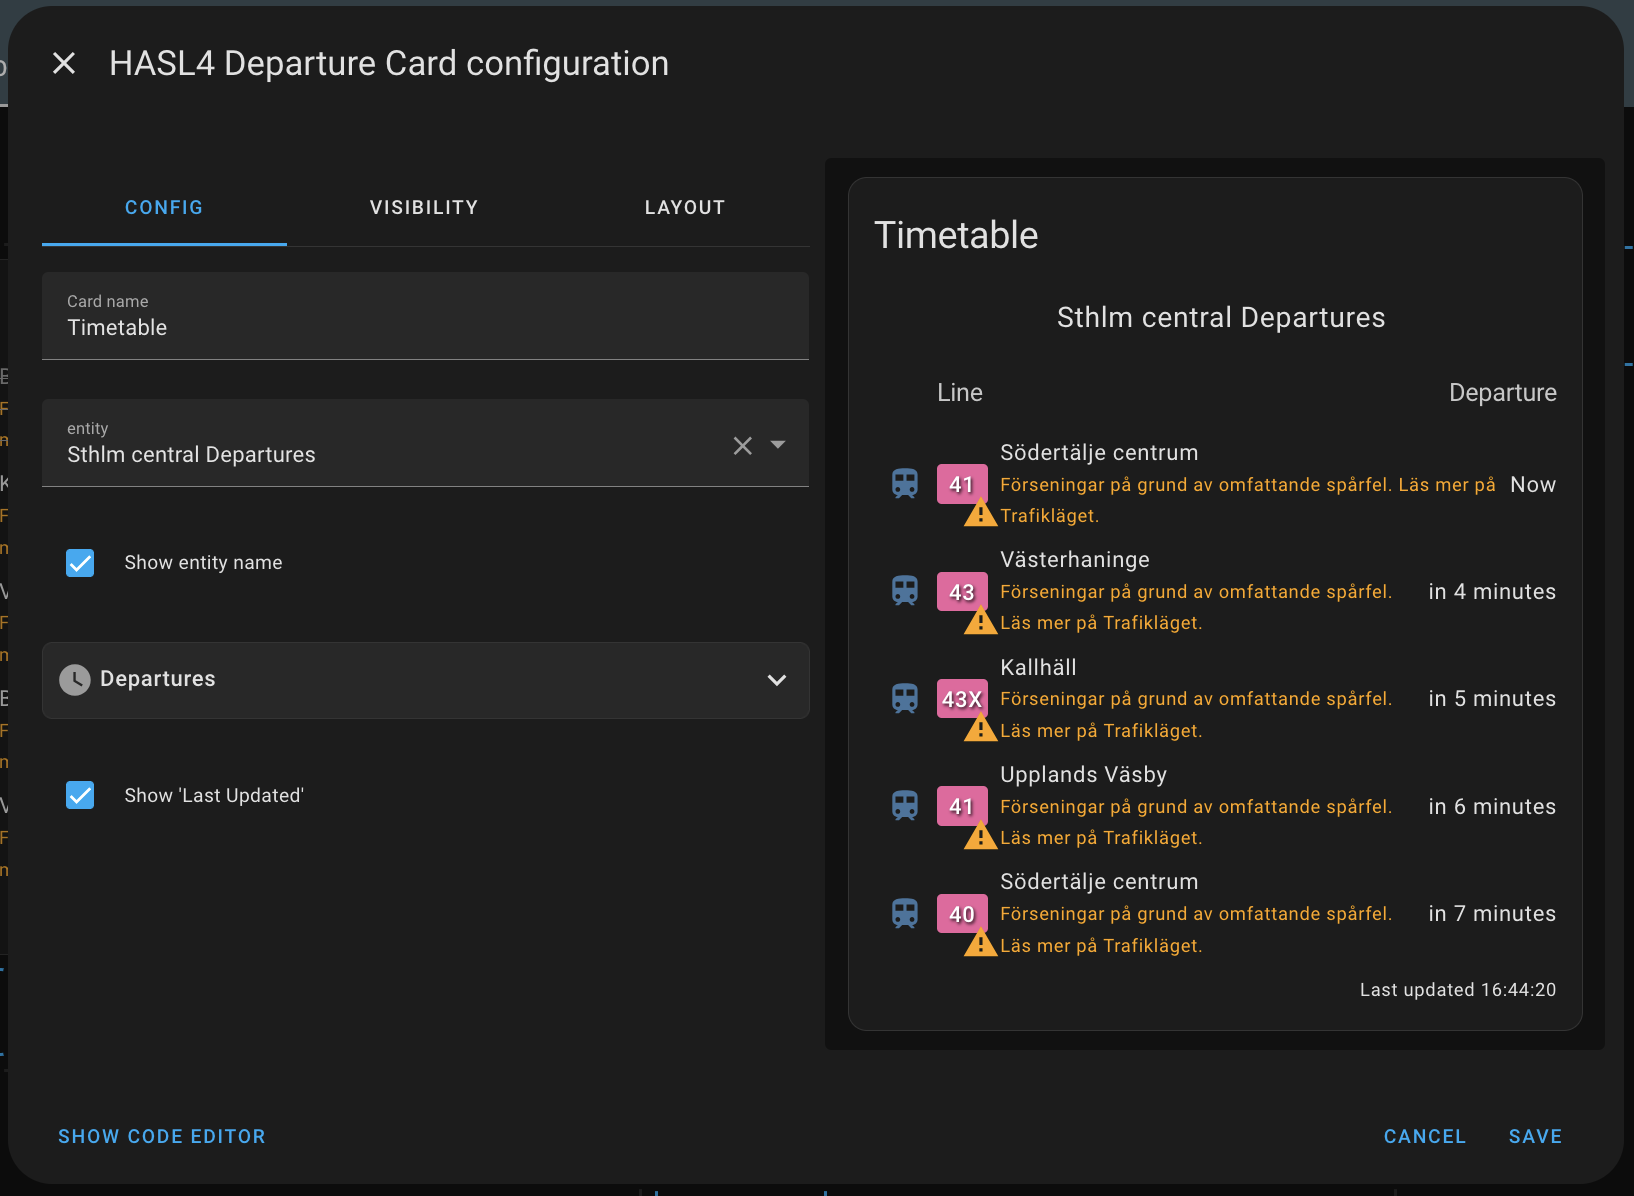 HASL4 Departure Card configuration
CONFIG VISIBILITY LAYOUT
Card name
Timetable
entity
Sthlm central Departures
Show entity name
Departures
Show 'Last Updated'
Timetable
Sthlm central Departures
Line Departure
Södertälje centrum
41 Förseningar på grund av omfattande spårfel. Läs mer på Now
Trafikläget.
Västerhaninge
43 Förseningar på grund av omfattande spårfel. in 4 minutes
Läs mer på Trafikläget.
Kallhäll
43X Förseningar på grund av omfattande spårfel. in 5 minutes
Läs mer på Trafikläget.
Upplands Väsby
41 Förseningar på grund av omfattande spårfel. in 6 minutes
Läs mer på Trafikläget.
Södertälje centrum
40 Förseningar på grund av omfattande spårfel. in 7 minutes
Läs mer på Trafikläget.
Last updated 16:44:20
SHOW CODE EDITOR CANCEL SAVE